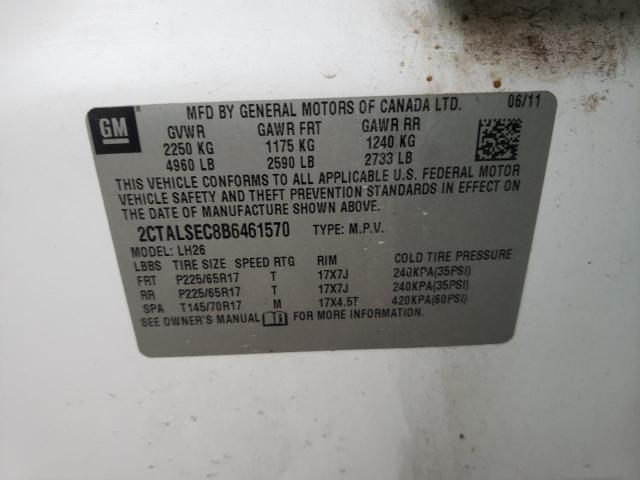 GM
MFD BY GENERAL MOTORS OF CANADA LTD. 06/11
GVWR GAWR FRT GAWR RR
2250 KG 1175 KG 1240 KG
4960 LB 2590 LB 2733 LB
THIS VEHICLE CONFORMS TO ALL APPLICABLE U.S. FEDERAL MOTOR
VEHICLE SAFETY AND THEFT PREVENTION STANDARDS IN EFFECT ON
THE DATE OF MANUFACTURE SHOWN ABOVE.
2CTALSEC8B6461570 TYPE: M.P.V.
MODEL: LH26
LBBS TIRE SIZE SPEED RTG RIM COLD TIRE PRESSURE
FRT P225/65R17 T 17X7J 240KPA(35PSI)
RR P225/65R17 T 17X7J 240KPA(35PSI)
SPA T145/70R17 M 17X4.5T 420KPA(60PSI)
SEE OWNER'S MANUAL FOR MORE INFORMATION.